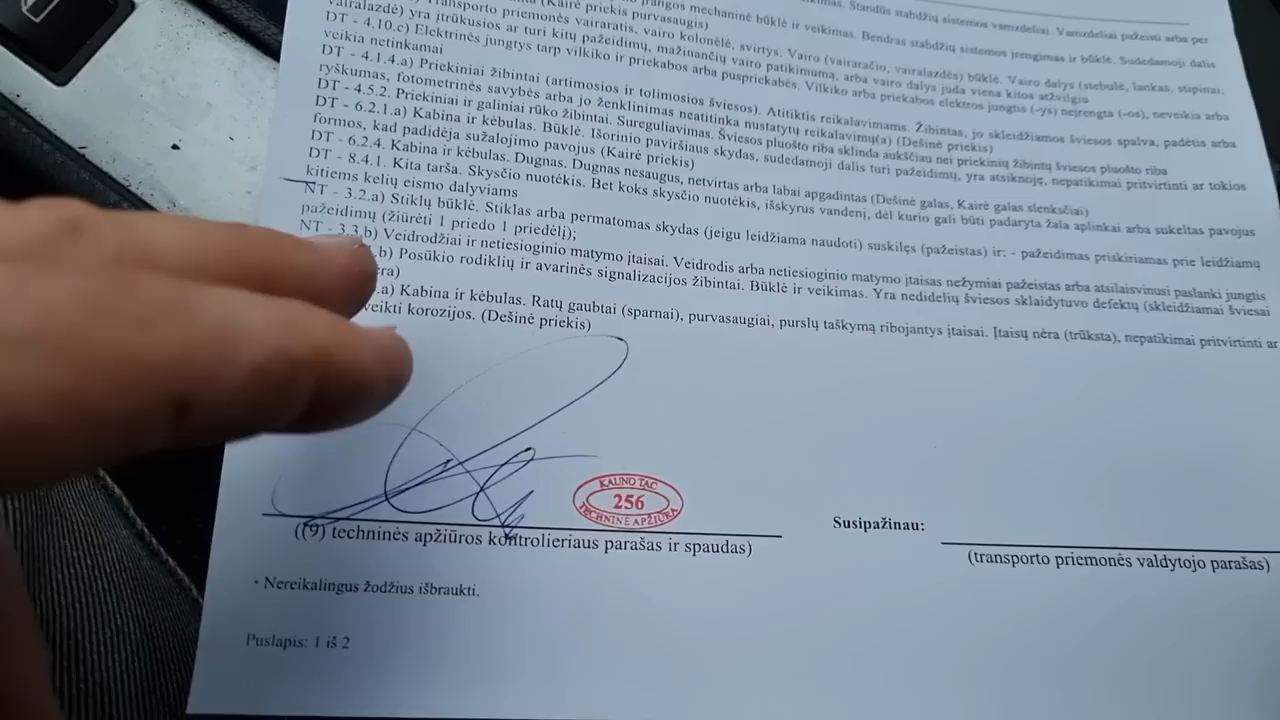 įrangos mechaninė būklė ir veikimas. Bendras stabdžių sistemos įrengimas ir būklė. Sudedamoji dalis
veikimas. Standūs stabdžių sistemos vamzdeliai. Vamzdeliai pažeisti arba per
(Kairė priekis purvasaugis)
Transporto priemonės vairaratis, vairo kolonėlė, svirtys. Vairo (vairaračio, vairalazdės) būklė. Vairo dalys (stebulė, lankas, stipinai,
vairalazdė) yra įtrūkusios ar turi kitų pažeidimų, mažinančių vairo patikimumą, arba vairo dalys juda viena kitos atžvilgiu
DT - 4.10.c) Elektrinės jungtys tarp vilkiko ir priekabos arba puspriekabės. Vilkiko arba priekabos elektros jungtis (-ys) neįrengta (-os), neveikia arba
veikia netinkamai
DT - 4.1.4.a) Priekiniai žibintai (artimosios ir tolimosios šviesos). Atitiktis reikalavimams. Žibintas, jo skleidžiamos šviesos spalva, padėtis arba
ryškumas, fotometrinės savybės arba jo ženklinimas neatitinka nustatytų reikalavimų(a) (Dešinė priekis)
DT - 4.5.2. Priekiniai ir galiniai rūko žibintai. Sureguliavimas. Šviesos pluošto riba sklinda aukščiau nei priekinių žibintų šviesos pluošto riba
DT - 6.2.1.a) Kabina ir kėbulas. Būklė. Išorinio paviršiaus skydas, sudedamoji dalis turi pažeidimų, yra atsiknoję, nepatikimai pritvirtinti ar tokios
formos, kad padidėja sužalojimo pavojus (Kairė priekis)
DT - 6.2.4. Kabina ir kėbulas. Dugnas. Dugnas nesaugus, netvirtas arba labai apgadintas (Dešinė galas, Kairė galas slenksčiai)
DT - 8.4.1. Kita tarša. Skysčio nuotėkis. Bet koks skysčio nuotėkis, išskyrus vandenį, dėl kurio gali būti padaryta žala aplinkai arba sukeltas pavojus
kitiems kelių eismo dalyviams
NT - 3.2.a) Stiklų būklė. Stiklas arba permatomas skydas (jeigu leidžiama naudoti) suskilęs (pažeistas) ir: - pažeidimas priskiriamas prie leidžiamų
pažeidimų (žiūrėti 1 priedo 1 priedėlį);
NT - 3.3.b) Veidrodžiai ir netiesioginio matymo įtaisai. Veidrodis arba netiesioginio matymo įtaisas nežymiai pažeistas arba atsilaisvinusi paslanki jungtis
.b) Posūkio rodiklių ir avarinės signalizacijos žibintai. Būklė ir veikimas. Yra nedidelių šviesos sklaidytuvo defektų (skleidžiamai šviesai
ėra)
.a) Kabina ir kėbulas. Ratų gaubtai (sparnai), purvasaugiai, purslų taškymą ribojantys įtaisai. Įtaisų nėra (trūksta), nepatikimai pritvirtinti ar
veikti korozijos. (Dešinė priekis)
KAUNO TAC
256
TECHNINĖ APŽIŪRA
((9) techninės apžiūros kontrolieriaus parašas ir spaudas)
Susipažinau:
(transporto priemonės valdytojo parašas)
- Nereikalingus žodžius išbraukti.
Puslapis: 1 iš 2